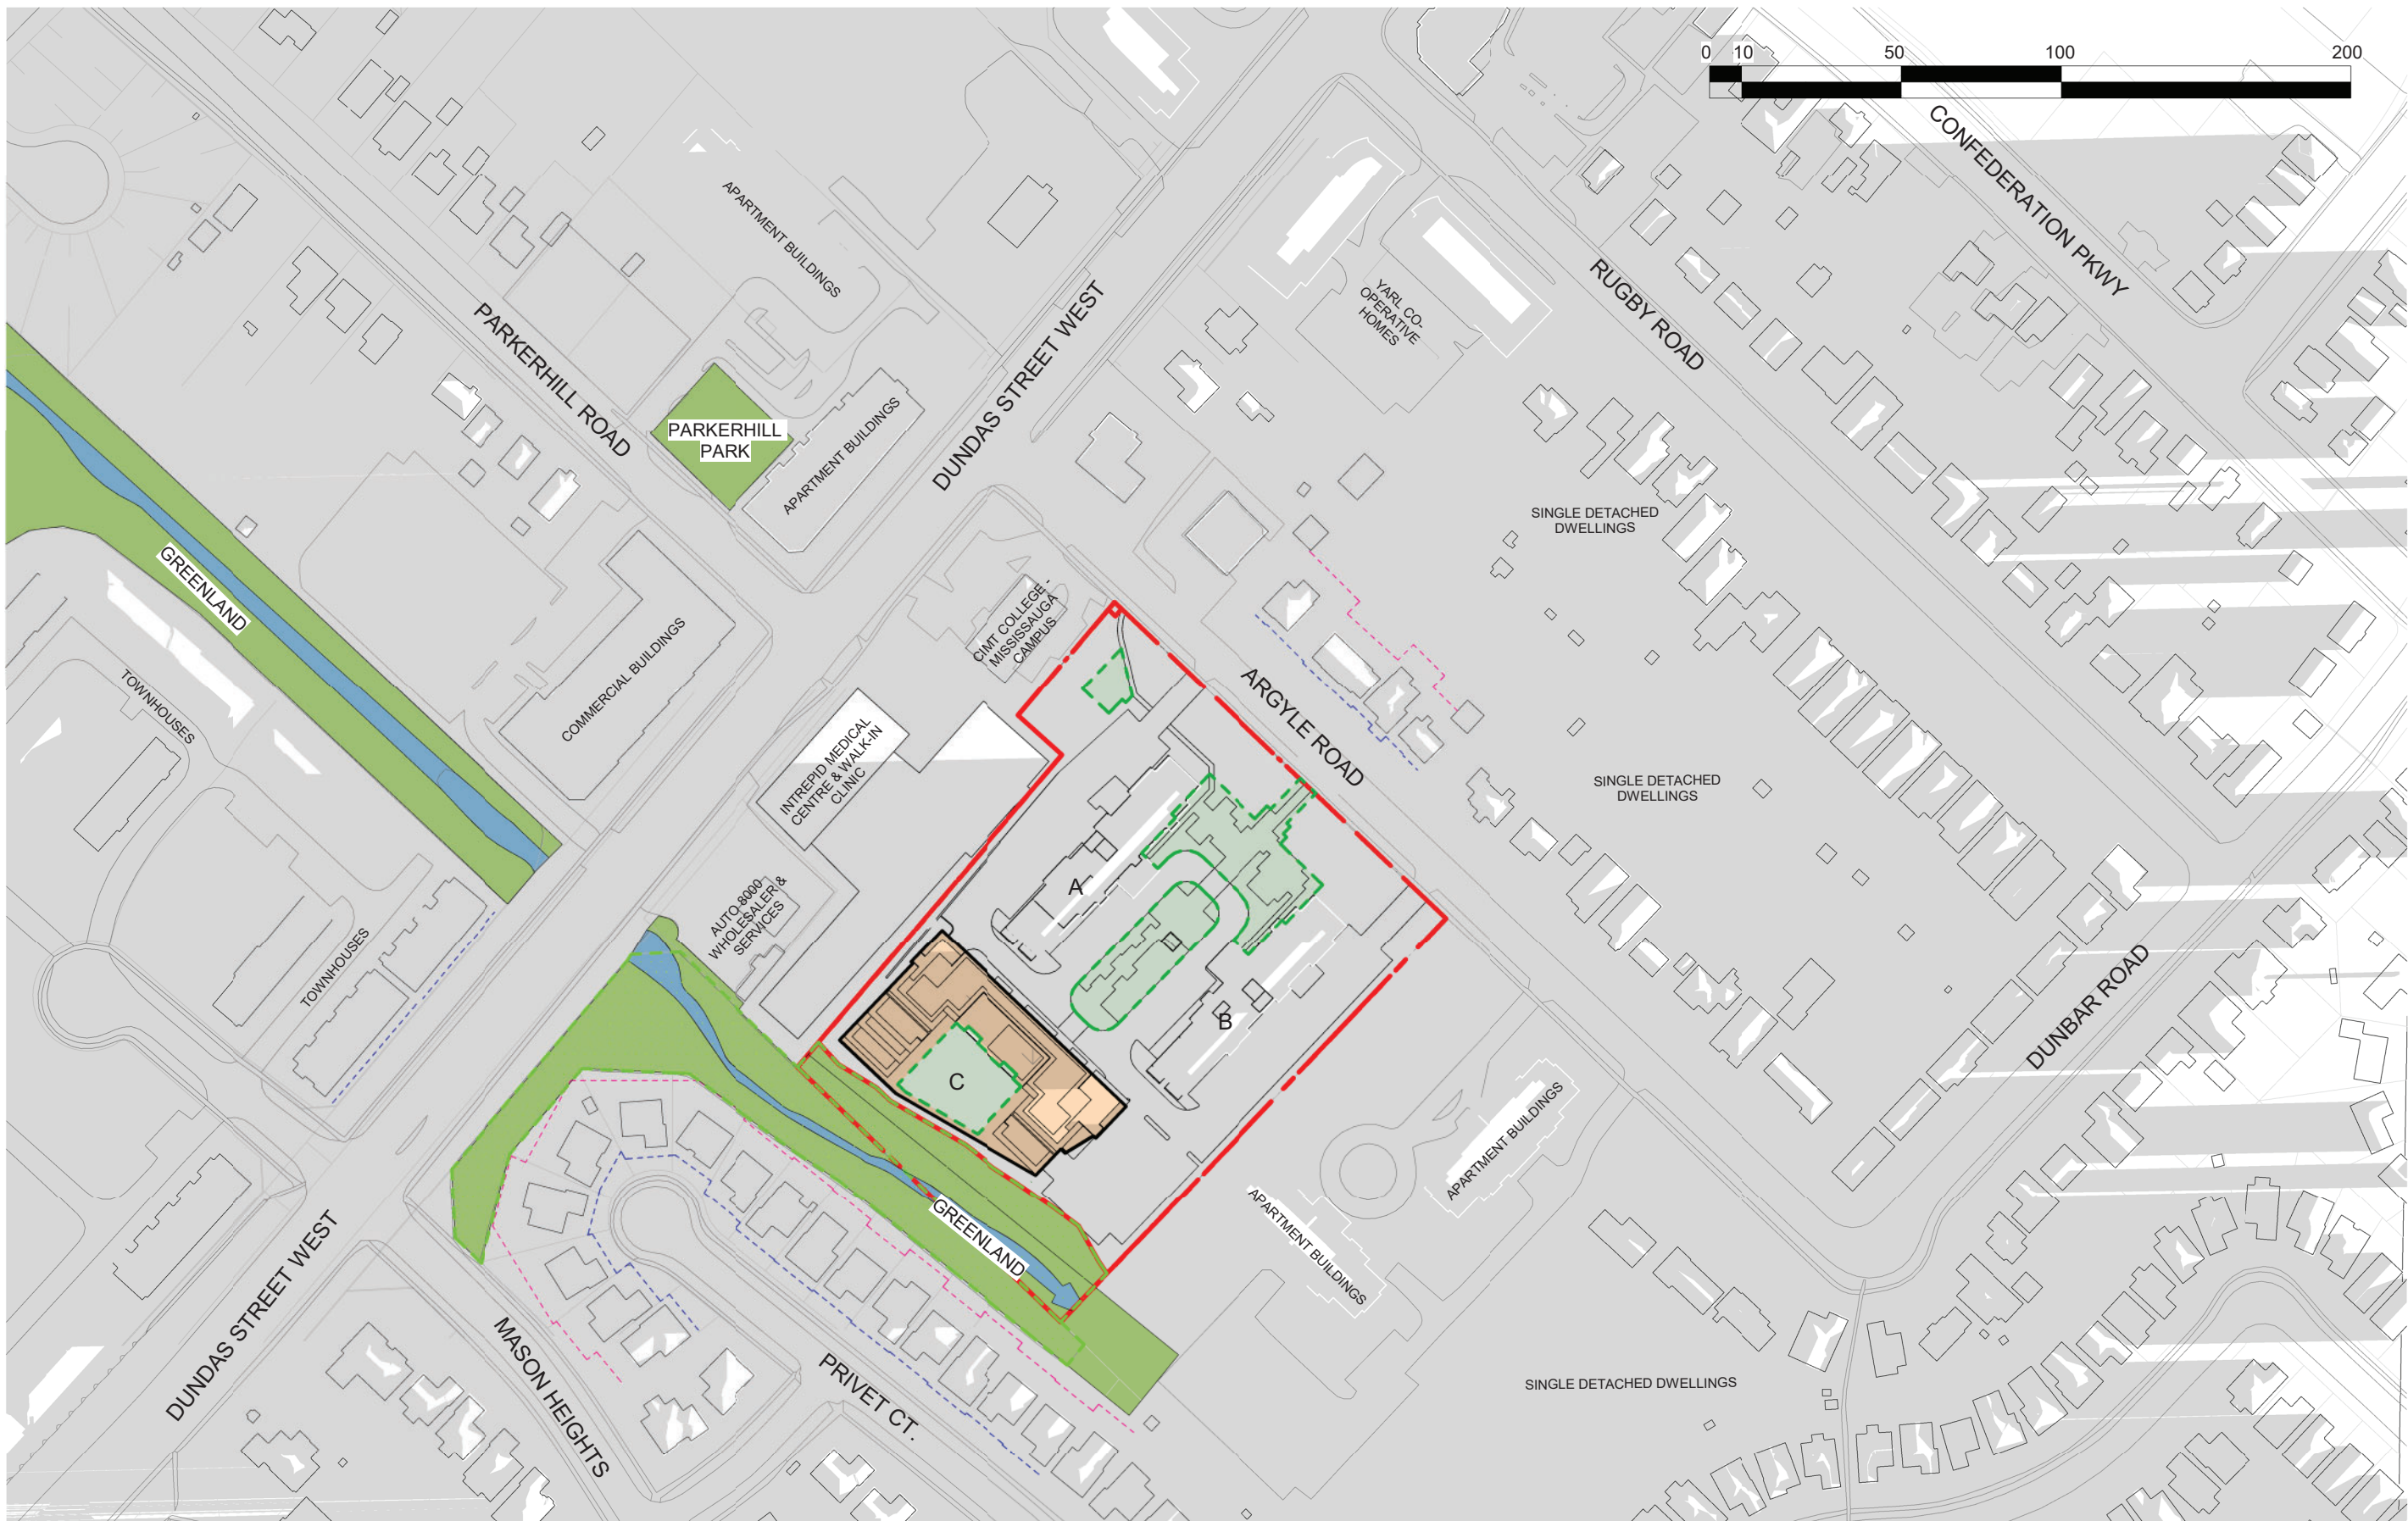 0 10 50 100 200
CONFEDERATION PKWY
APARTMENT BUILDINGS
PARKERHILL ROAD
DUNDAS STREET WEST
YARL CO-
OPERATIVE
HOMES
RUGBY ROAD
PARKERHILL
PARK
APARTMENT BUILDINGS
SINGLE DETACHED
DWELLINGS
GREENLAND
CIMT COLLEGE -
MISSISSAUGA
CAMPUS
COMMERCIAL BUILDINGS
TOWNHOUSES
ARGYLE ROAD
INTREPID MEDICAL
CENTRE & WALK-IN
CLINIC
SINGLE DETACHED
DWELLINGS
A
AUTO-8000
WHOLESALER &
SERVICES
TOWNHOUSES
B
DUNBAR ROAD
C
APARTMENT BUILDINGS
GREENLAND
APARTMENT BUILDINGS
DUNDAS STREET WEST
MASON HEIGHTS
PRIVET CT.
SINGLE DETACHED DWELLINGS